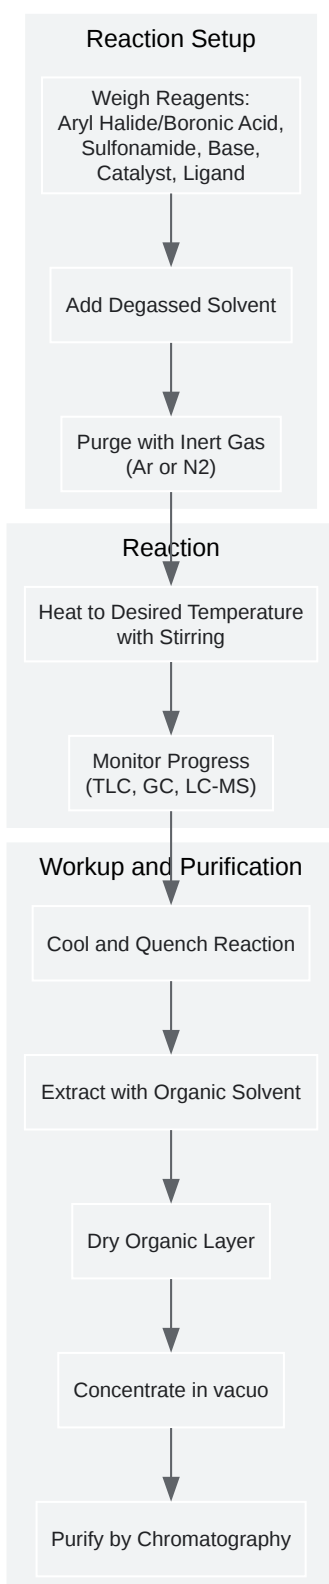 Reaction Setup
Weigh Reagents:
Aryl Halide/Boronic Acid,
Sulfonamide, Base,
Catalyst, Ligand
Add Degassed Solvent
Purge with Inert Gas
(Ar or N2)
Reaction
Heat to Desired Temperature
with Stirring
Monitor Progress
(TLC, GC, LC-MS)
Workup and Purification
Cool and Quench Reaction
Extract with Organic Solvent
Dry Organic Layer
Concentrate in vacuo
Purify by Chromatography